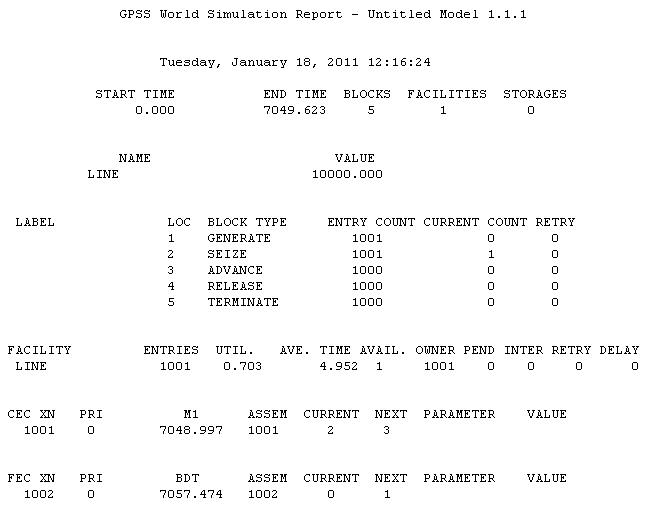 GPSS World Simulation Report - Untitled Model 1.1.1
Tuesday, January 18, 2011 12:16:24
START TIME END TIME BLOCKS FACILITIES STORAGES
0.000 7049.623 5 1 0
NAME VALUE
LINE 10000.000
LABEL LOC BLOCK TYPE ENTRY COUNT CURRENT COUNT RETRY
1 GENERATE 1001 0 0
2 SEIZE 1001 1 0
3 ADVANCE 1000 0 0
4 RELEASE 1000 0 0
5 TERMINATE 1000 0 0
FACILITY ENTRIES UTIL. AVE. TIME AVAIL. OWNER PEND INTER RETRY DELAY
LINE 1001 0.703 4.952 1 1001 0 0 0 0
CEC XN PRI M1 ASSEM CURRENT NEXT PARAMETER VALUE
1001 0 7048.997 1001 2 3
FEC XN PRI BDT ASSEM CURRENT NEXT PARAMETER VALUE
1002 0 7057.474 1002 0 1